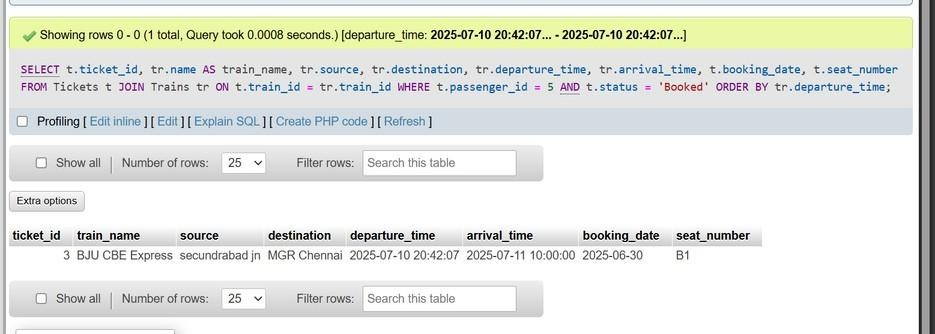 Showing rows 0 - 0 (1 total, Query took 0.0008 seconds.) [departure_time: 2025-07-10 20:42:07... - 2025-07-10 20:42:07...]
SELECT t.ticket_id, tr.name AS train_name, tr.source, tr.destination, tr.departure_time, tr.arrival_time, t.booking_date, t.seat_number
FROM Tickets t JOIN Trains tr ON t.train_id = tr.train_id WHERE t.passenger_id = 5 AND t.status = 'Booked' ORDER BY tr.departure_time;
Profiling [ Edit inline ] [ Edit ] [ Explain SQL ] [ Create PHP code ] [ Refresh ]
Show all | Number of rows: 25 Filter rows: Search this table
Extra options
ticket_id train_name source destination departure_time arrival_time booking_date seat_number
3 BJU CBE Express secundrabad jn MGR Chennai 2025-07-10 20:42:07 2025-07-11 10:00:00 2025-06-30 B1
Show all | Number of rows: 25 Filter rows: Search this table